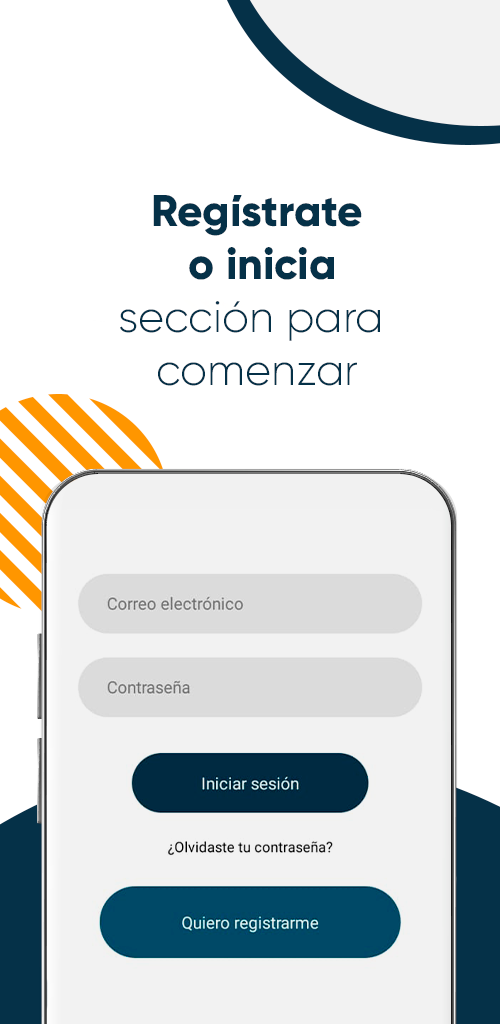 Regístrate
o inicia
sección para
comenzar
Correo electrónico
Contraseña
Iniciar sesión
¿Olvidaste tu contraseña?
Quiero registrarme